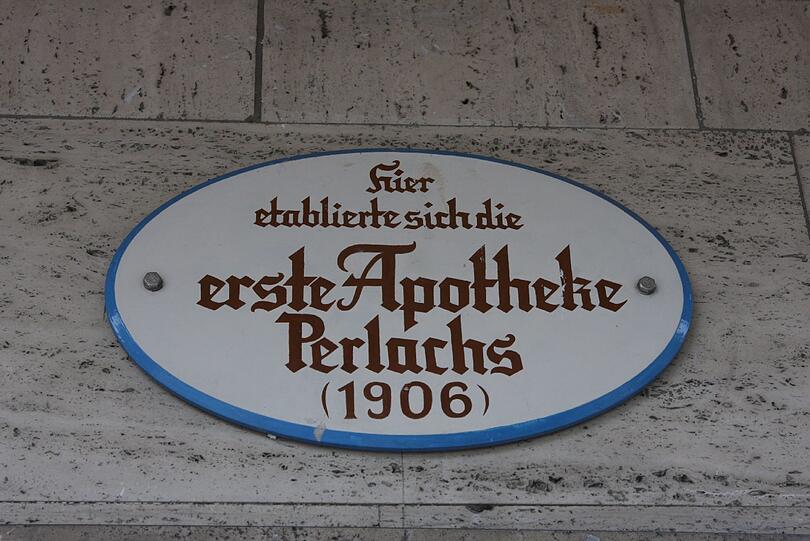 Hier
etablierte sich die
erste Apotheke
Perlachs
(1906)